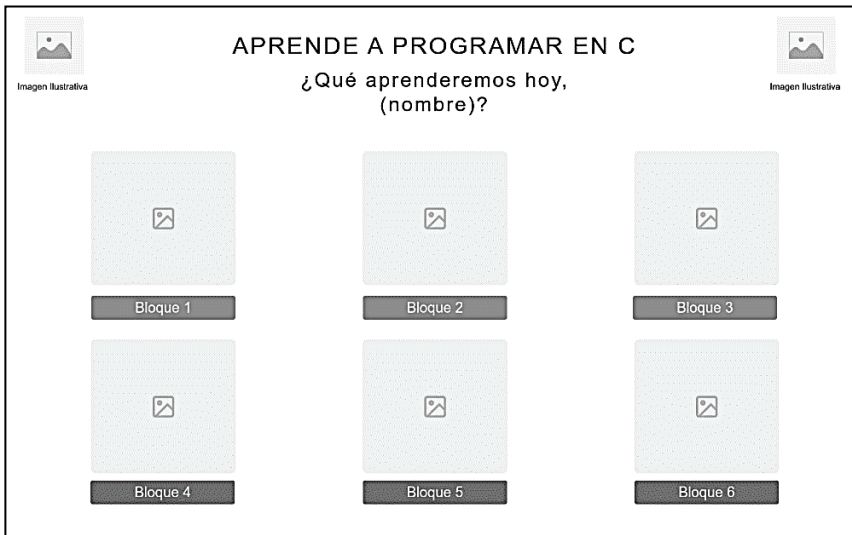 APRENDE A PROGRAMAR EN C
¿Qué aprenderemos hoy,
(nombre)?
Imagen Ilustrativa
Imagen Ilustrativa
Bloque 1
Bloque 2
Bloque 3
Bloque 4
Bloque 5
Bloque 6